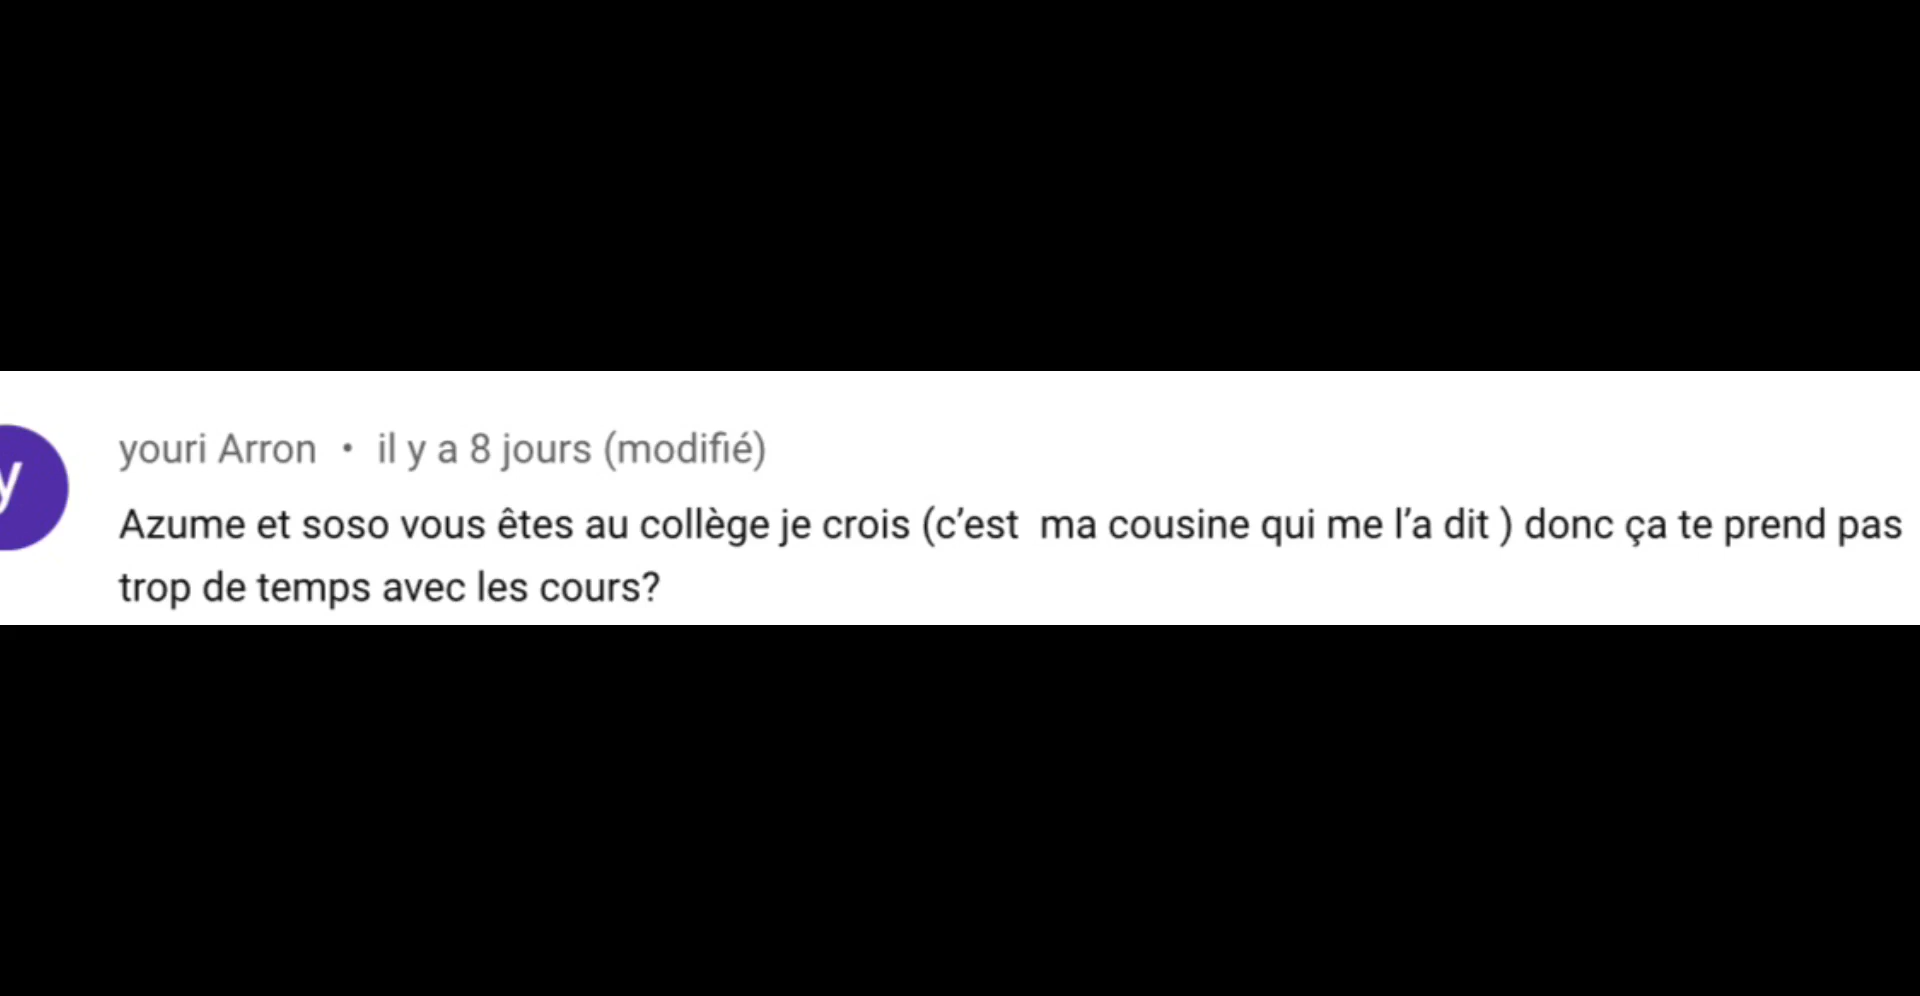 y
youri Arron • il y a 8 jours (modifié)
Azume et soso vous êtes au collège je crois (c’est  ma cousine qui me l’a dit ) donc ça te prend pas
trop de temps avec les cours?